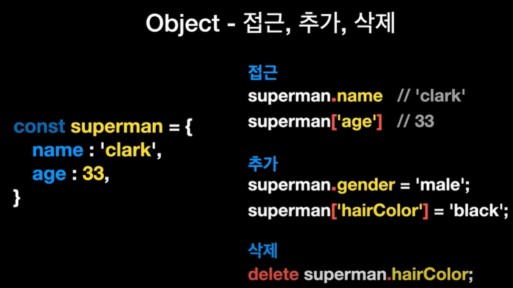 Object - 접근, 추가, 삭제
const superman = {
name : 'clark',
age : 33,
}
접근
superman.name // 'clark'
superman['age'] // 33
추가
superman.gender = 'male';
superman['hairColor'] = 'black';
삭제
delete superman.hairColor;